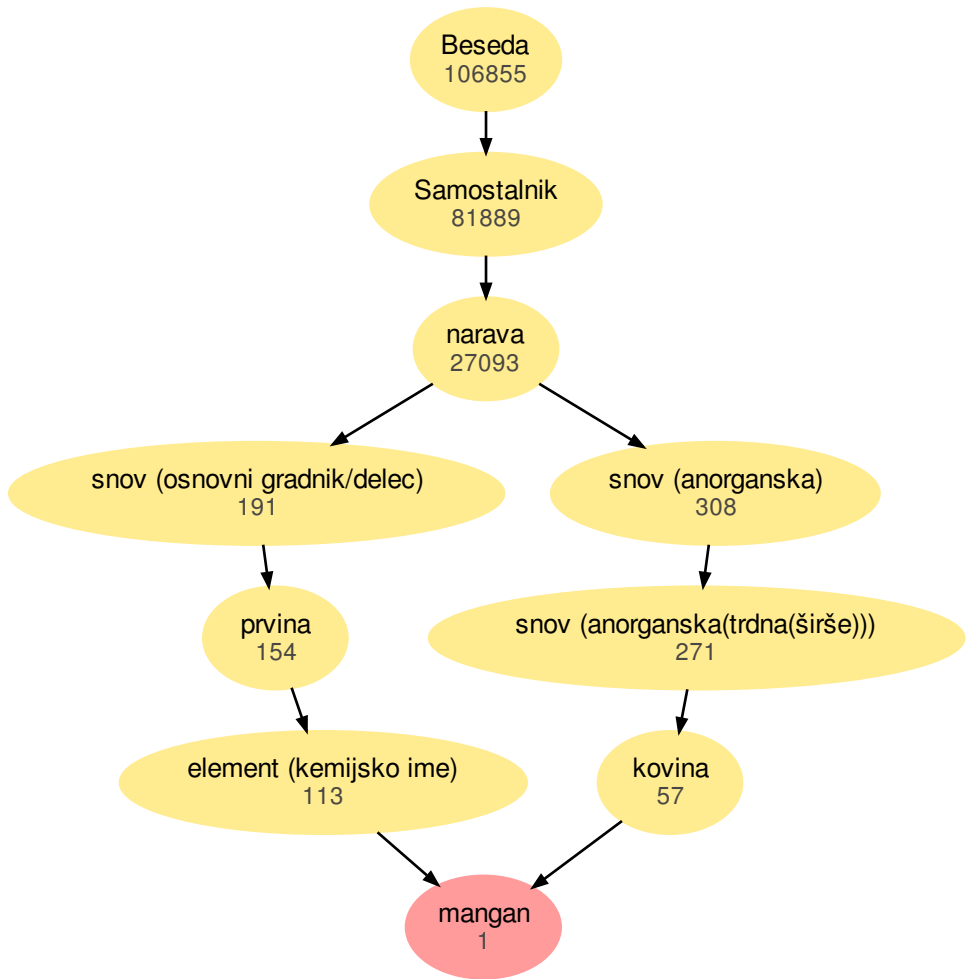 Beseda
106855
Samostalnik
81889
narava
27093
snov (osnovni gradnik/delec)
191
snov (anorganska)
308
prvina
154
snov (anorganska(trdna(širše)))
271
element (kemijsko ime)
113
kovina
57
mangan
1